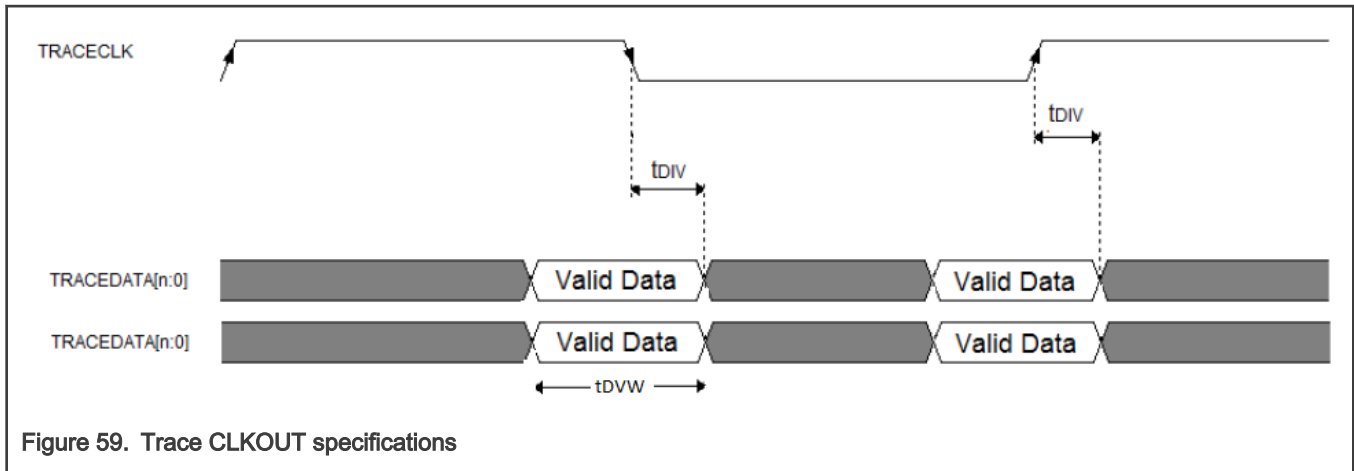 TRACECLK
tDIV
tDIV
TRACEDATA[n:0]
Valid Data
Valid Data
TRACEDATA[n:0]
Valid Data
Valid Data
tDVW
Figure 59. Trace CLKOUT specifications